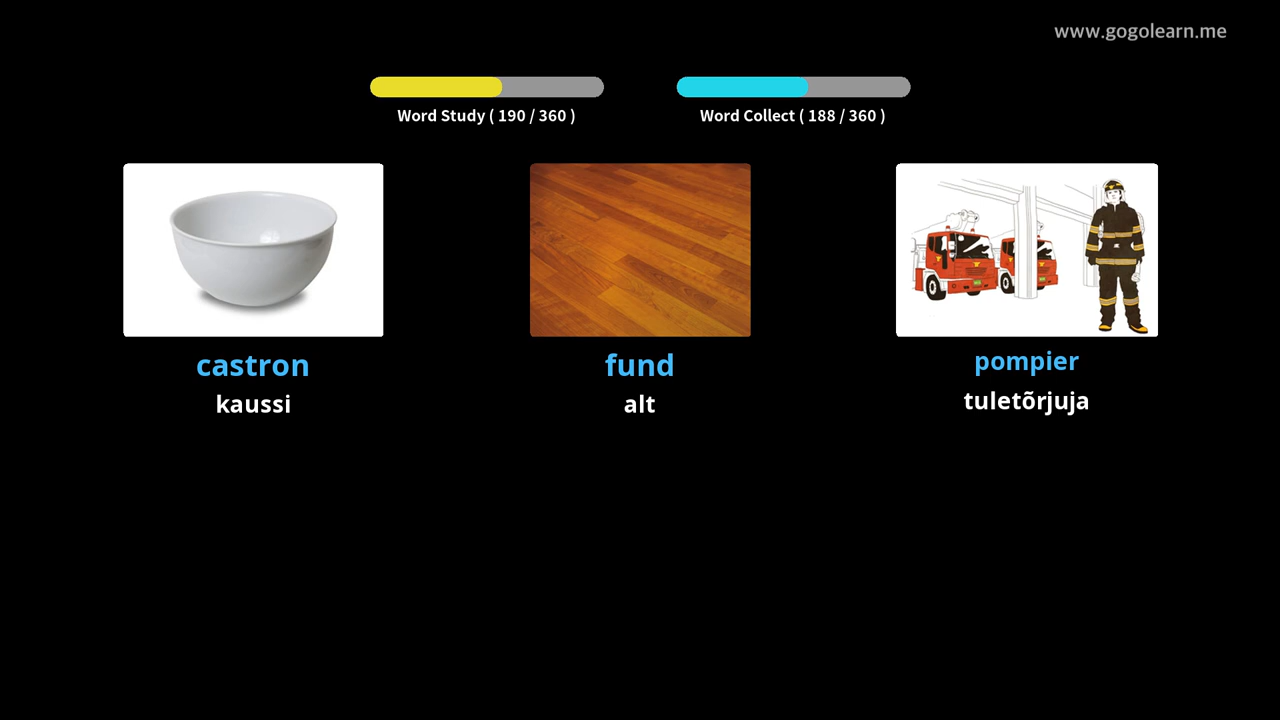 www.gogolearn.me
Word Study ( 190 / 360 )
Word Collect ( 188 / 360 )
castron
kaussi
fund
alt
pompier
tuletõrjuja